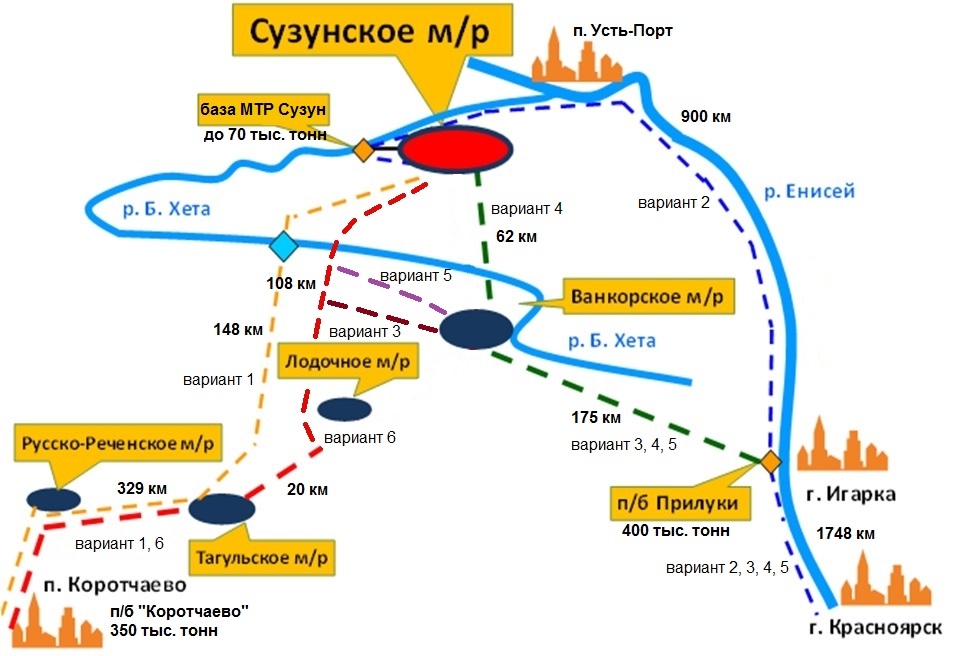 Сузунское м/р
п. Усть-Порт
база МТР Сузун
до 70 тыс. тонн
900 км
р. Енисей
р. Б. Хета
вариант 4
вариант 2
62 км
108 км
вариант 5
Ванкорское м/р
148 км
вариант 3
р. Б. Хета
Лодочное м/р
вариант 1
175 км
вариант 6
вариант 3, 4, 5
Русско-Реченское м/р
329 км
20 км
п/б Прилуки
400 тыс. тонн
г. Игарка
1748 км
вариант 1, 6
Тагульское м/р
вариант 2, 3, 4, 5
п. Коротчаево
п/б "Коротчаево"
350 тыс. тонн
г. Красноярск